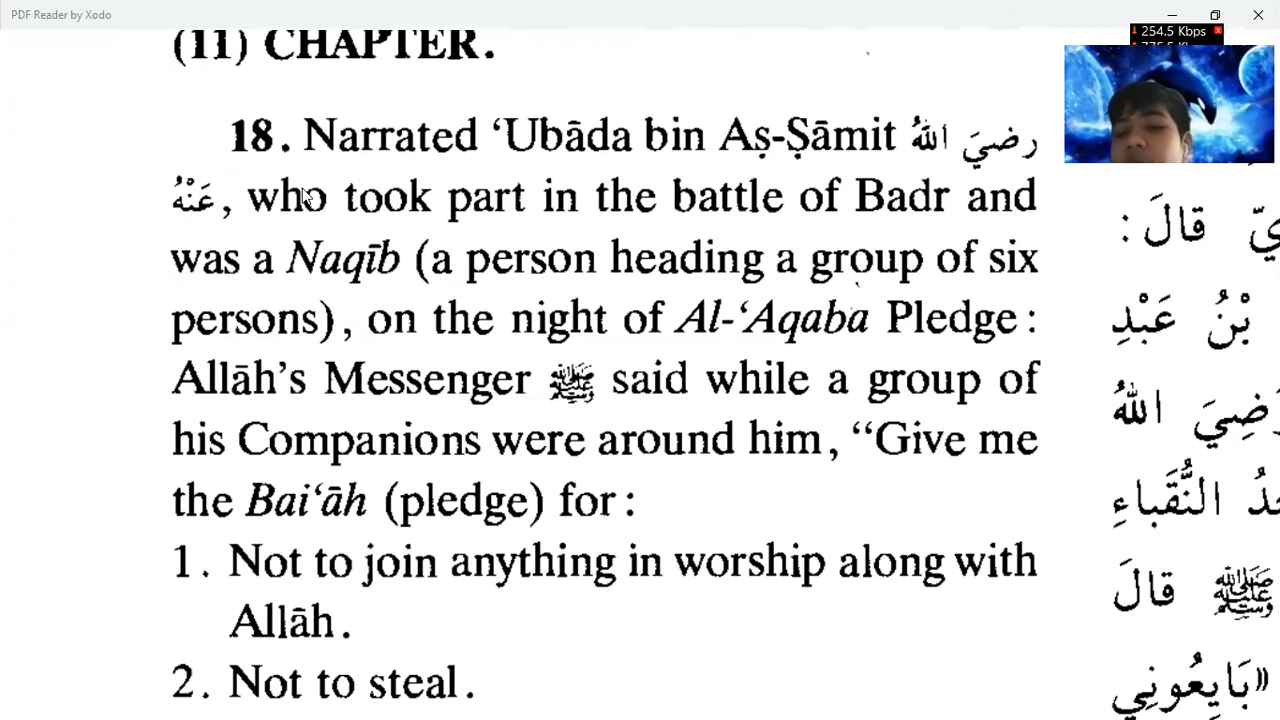 PDF Reader by Xodo
254.5 Kbps
(11) CHAPTER.
18. Narrated ‘Ubāda bin Aṣ-Ṣāmit رضيَ اللهُ
عَنْهُ, who took part in the battle of Badr and
was a Naqīb (a person heading a group of six
persons), on the night of Al-‘Aqaba Pledge:
Allāh’s Messenger ﷺ said while a group of
his Companions were around him, “Give me
the Bai‘āh (pledge) for:
1. Not to join anything in worship along with
Allāh.
2. Not to steal.
قالَ:
بْنُ عَبْدِ
رَضِيَ اللهُ
النُّقَباءِ
ﷺ قالَ
«بَايِعُوني